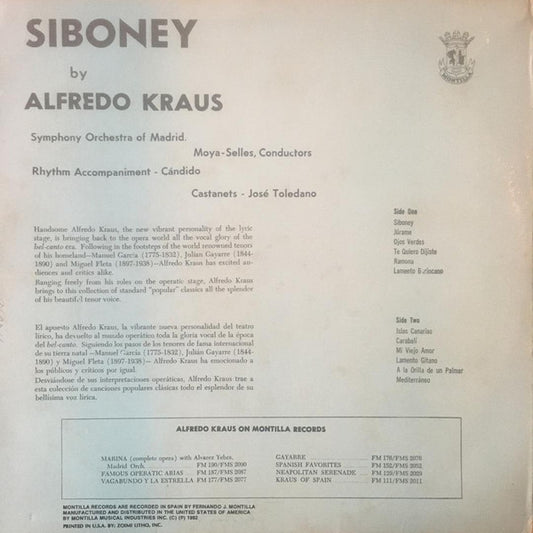 SIBONEY
by
ALFREDO KRAUS
MONTILLA
Symphony Orchestra of Madrid.
Moya-Selles, Conductors
Rhythm Accompaniment - Cándido
Castanets - José Toledano
Handsome Alfredo Kraus, the new vibrant personality of the lyric
stage, is bringing back to the opera world all the vocal glory of the
bel-canto era. Following in the footsteps of the world renowned tenors
of his homeland—Manuel Garcia (1775-1832), Julián Gayarre (1844-
1890) and Miguel Fleta (1897-1938)—Alfredo Kraus has excited au-
diences and critics alike.
Ranging freely from his roles on the operatic stage, Alfredo Kraus
brings to this collection of standard "popular" classics all the splendor
of his beautiful tenor voice.
El apuesto Alfredo Kraus, la vibrante nueva personalidad del teatro
lírico, ha devuelto al mundo operático toda la gloria vocal de la época
del bel-canto. Siguiendo los pasos de los tenores de fama internacional
de su tierra natal—Manuel Garcia (1775-1832), Julián Gayarre (1844-
1890) y Miguel Fleta (1897-1938)— Alfredo Kraus ha emocionado a
los públicos y críticos por igual.
Desviándose de sus interpretaciones operáticas, Alfredo Kraus trae a
esta colección de canciones populares clásicas todo el esplendor de su
bellísima voz lírica.
Side One
Siboney
Júrame
Ojos Verdes
Te Quiero Dijiste
Ramona
Lamento Borincano
Side Two
Islas Canarias
Carabalí
Mi Viejo Amor
Lamento Gitano
A la Orilla de un Palmar
Mediterráneo
ALFREDO KRAUS ON MONTILLA RECORDS
MARINA (complete opera) with Alvarez Yebra,
Madrid Orch. FM 190/FMS 2090
FAMOUS OPERATIC ARIAS FM 187/FMS 2087
VAGABUNDO Y LA ESTRELLA FM 177/FMS 2077
GAYARRE FM 176/FMS 2076
SPANISH FAVORITES FM 152/FMS 2052
NEAPOLITAN SERENADE FM 129/FMS 2029
KRAUS OF SPAIN FM 111/FMS 2011
MONTILLA RECORDS ARE RECORDED IN SPAIN BY FERNANDO J. MONTILLA
MANUFACTURED AND DISTRIBUTED IN THE UNITED STATES OF AMERICA
BY MONTILLA MUSICAL INDUSTRIES INC. (C) (P) 1982
PRINTED IN U.S.A. BY: ZOIMI LITHO, INC.